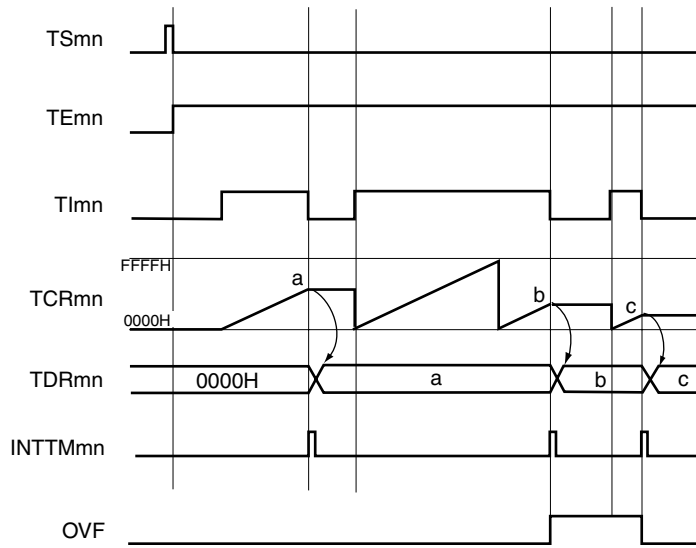 TSmn
TEmn
TImn
FFFFH
TCRmn
a
b
c
0000H
TDRmn
0000H
a
b
c
INTTMmn
OVF